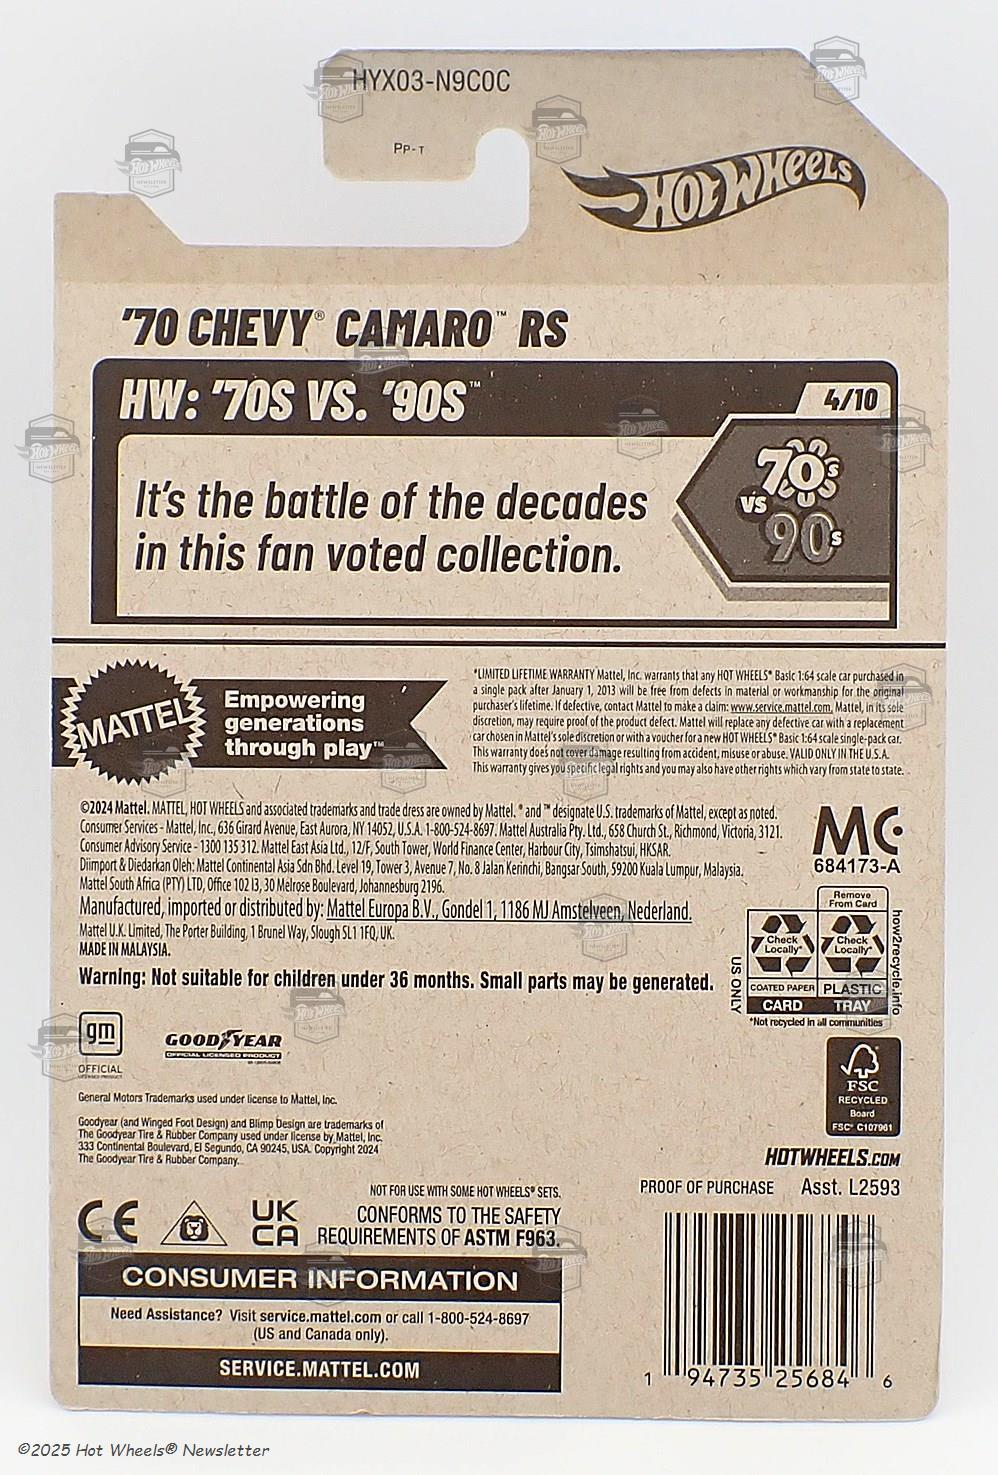 HYX03-N9C0C
PP-T
HOT WHEELS
'70 CHEVY® CAMARO™ RS
HW: '70S VS. '90S™
4/10
It's the battle of the decades
in this fan voted collection.
70s
vs
90s
MATTEL
Empowering
generations
through play™
*LIMITED LIFETIME WARRANTY Mattel, Inc. warrants that any HOT WHEELS® Basic 1:64 scale car purchased in
a single pack after January 1, 2013 will be free from defects in material or workmanship for the original
purchaser's lifetime. If defective, contact Mattel to make a claim: www.service.mattel.com. Mattel, in its sole
discretion, may require proof of the product defect. Mattel will replace any defective car with a replacement
car chosen in Mattel's sole discretion or with a voucher for a new HOT WHEELS® Basic 1:64 scale single-pack car.
This warranty does not cover damage resulting from accident, misuse or abuse. VALID ONLY IN THE U.S.A.
This warranty gives you specific legal rights and you may also have other rights which vary from state to state.
©2024 Mattel. MATTEL, HOT WHEELS and associated trademarks and trade dress are owned by Mattel. ® and ™ designate U.S. trademarks of Mattel, except as noted.
Consumer Services - Mattel, Inc., 636 Girard Avenue, East Aurora, NY 14052, U.S.A. 1-800-524-8697. Mattel Australia Pty. Ltd., 658 Church St., Richmond, Victoria, 3121.
Consumer Advisory Service - 1300 135 312. Mattel East Asia Ltd., 12/F, South Tower, World Finance Center, Harbour City, Tsimshatsui, HKSAR.
Diimport & Diedarkan Oleh: Mattel Continental Asia Sdn Bhd. Level 19, Tower 3, Avenue 7, No. 8 Jalan Kerinchi, Bangsar South, 59200 Kuala Lumpur, Malaysia.
Mattel South Africa (PTY) LTD, Office 102 I3, 30 Melrose Boulevard, Johannesburg 2196.
Manufactured, imported or distributed by: Mattel Europa B.V., Gondel 1, 1186 MJ Amstelveen, Nederland.
Mattel U.K. Limited, The Porter Building, 1 Brunel Way, Slough SL1 1FQ, UK.
MADE IN MALAYSIA.
Warning: Not suitable for children under 36 months. Small parts may be generated.
MC
684173-A
Remove
From Card
Check
Locally*
Check
Locally*
COATED PAPER
PLASTIC
CARD
TRAY
US ONLY
how2recycle.info
*Not recycled in all communities
gm
OFFICIAL
LICENSED PRODUCT
GOODYEAR
OFFICIAL LICENSED PRODUCT
FSC
RECYCLED
Board
FSC® C107961
General Motors Trademarks used under license to Mattel, Inc.
Goodyear (and Winged Foot Design) and Blimp Design are trademarks of
The Goodyear Tire & Rubber Company used under license by Mattel, Inc.
333 Continental Boulevard, El Segundo, CA 90245, USA. Copyright 2024
The Goodyear Tire & Rubber Company.
HOTWHEELS.COM
PROOF OF PURCHASE Asst. L2593
NOT FOR USE WITH SOME HOT WHEELS® SETS.
CE
UK
CA
CONFORMS TO THE SAFETY
REQUIREMENTS OF ASTM F963.
CONSUMER INFORMATION
Need Assistance? Visit service.mattel.com or call 1-800-524-8697
(US and Canada only).
SERVICE.MATTEL.COM
1 94735 25684 6
©2025 Hot Wheels® Newsletter